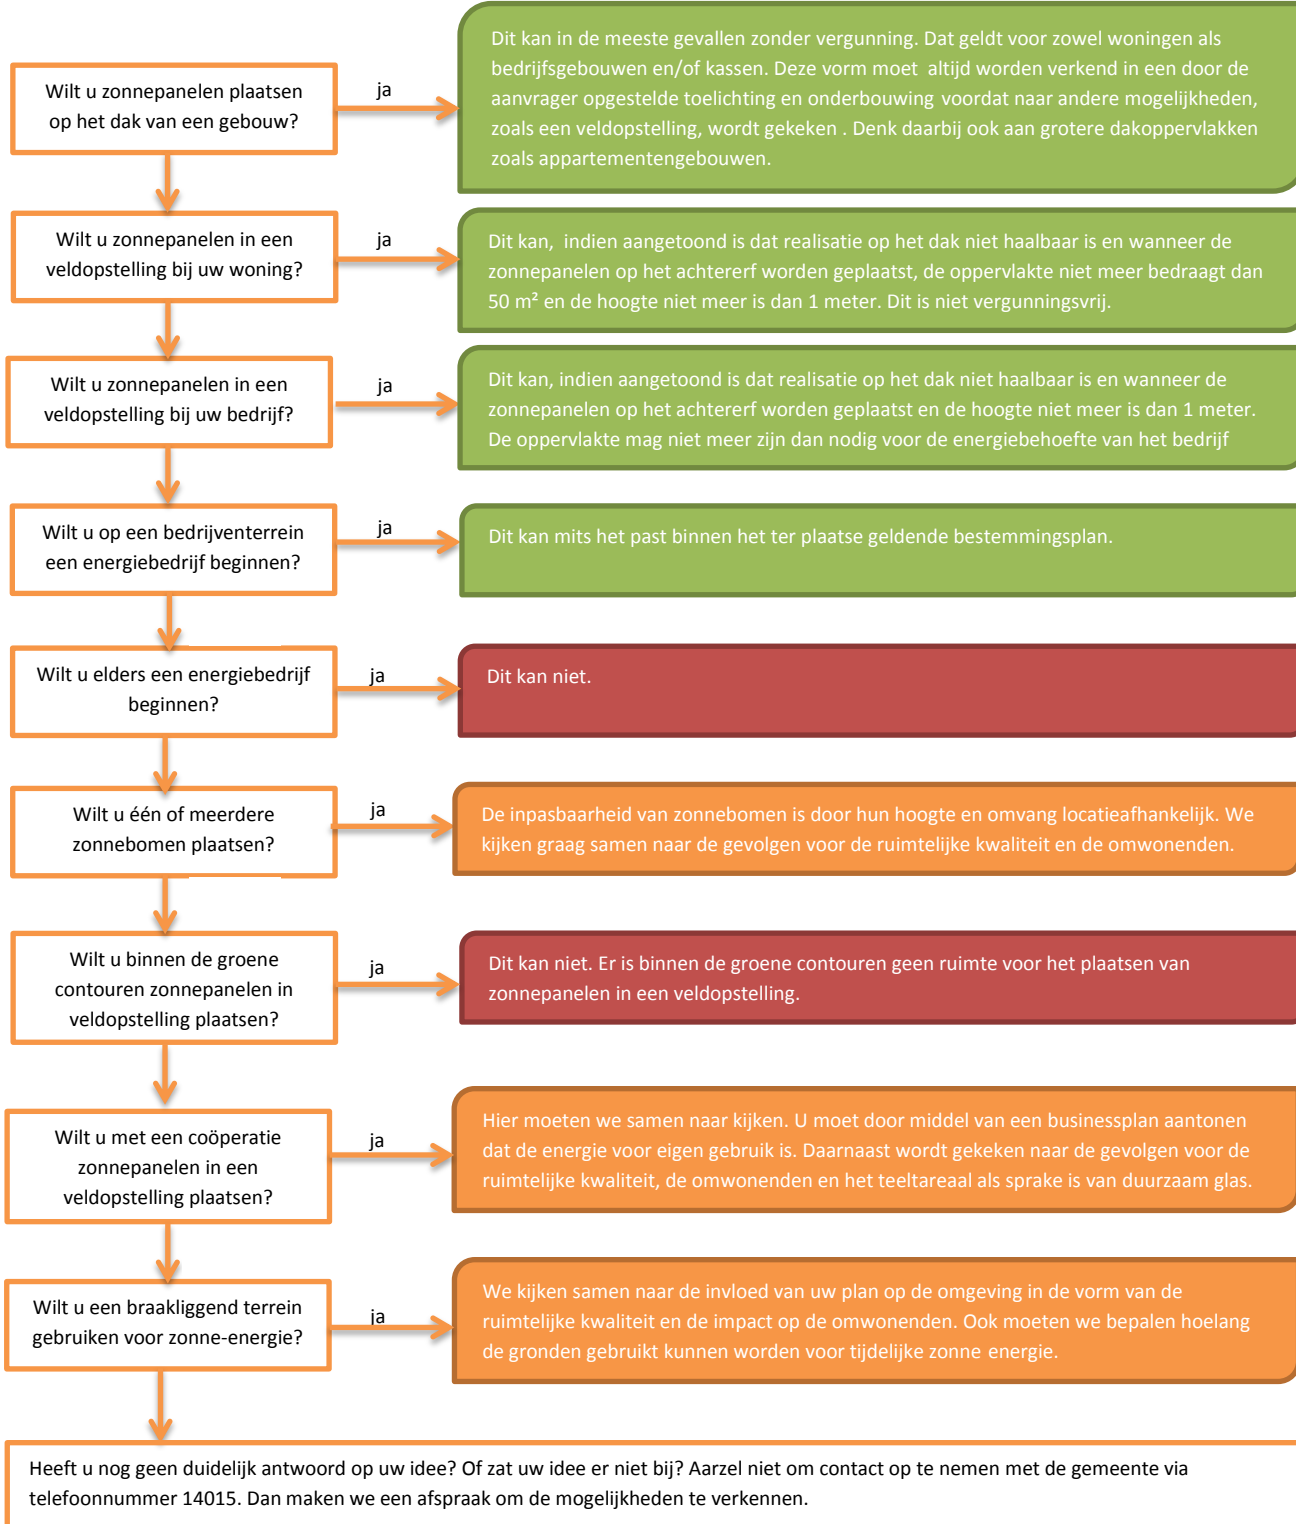 Wilt u zonnepanelen plaatsen
op het dak van een gebouw?
ja
Dit kan in de meeste gevallen zonder vergunning. Dat geldt voor zowel woningen als
bedrijfsgebouwen en/of kassen. Deze vorm moet altijd worden verkend in een door de
aanvrager opgestelde toelichting en onderbouwing voordat naar andere mogelijkheden,
zoals een veldopstelling, wordt gekeken . Denk daarbij ook aan grotere dakoppervlakken
zoals appartementengebouwen.
Wilt u zonnepanelen in een
veldopstelling bij uw woning?
ja
Dit kan, indien aangetoond is dat realisatie op het dak niet haalbaar is en wanneer de
zonnepanelen op het achtererf worden geplaatst, de oppervlakte niet meer bedraagt dan
50 m² en de hoogte niet meer is dan 1 meter. Dit is niet vergunningsvrij.
Wilt u zonnepanelen in een
veldopstelling bij uw bedrijf?
ja
Dit kan, indien aangetoond is dat realisatie op het dak niet haalbaar is en wanneer de
zonnepanelen op het achtererf worden geplaatst en de hoogte niet meer is dan 1 meter.
De oppervlakte mag niet meer zijn dan nodig voor de energiebehoefte van het bedrijf
Wilt u op een bedrijventerrein
een energiebedrijf beginnen?
ja
Dit kan mits het past binnen het ter plaatse geldende bestemmingsplan.
Wilt u elders een energiebedrijf
beginnen?
ja
Dit kan niet.
Wilt u één of meerdere
zonnebomen plaatsen?
ja
De inpasbaarheid van zonnebomen is door hun hoogte en omvang locatieafhankelijk. We
kijken graag samen naar de gevolgen voor de ruimtelijke kwaliteit en de omwonenden.
Wilt u binnen de groene
contouren zonnepanelen in
veldopstelling plaatsen?
ja
Dit kan niet. Er is binnen de groene contouren geen ruimte voor het plaatsen van
zonnepanelen in een veldopstelling.
Wilt u met een coöperatie
zonnepanelen in een
veldopstelling plaatsen?
ja
Hier moeten we samen naar kijken. U moet door middel van een businessplan aantonen
dat de energie voor eigen gebruik is. Daarnaast wordt gekeken naar de gevolgen voor de
ruimtelijke kwaliteit, de omwonenden en het teeltareaal als sprake is van duurzaam glas.
Wilt u een braakliggend terrein
gebruiken voor zonne-energie?
ja
We kijken samen naar de invloed van uw plan op de omgeving in de vorm van de
ruimtelijke kwaliteit en de impact op de omwonenden. Ook moeten we bepalen hoelang
de gronden gebruikt kunnen worden voor tijdelijke zonne energie.
Heeft u nog geen duidelijk antwoord op uw idee? Of zat uw idee er niet bij? Aarzel niet om contact op te nemen met de gemeente via
telefoonnummer 14015. Dan maken we een afspraak om de mogelijkheden te verkennen.